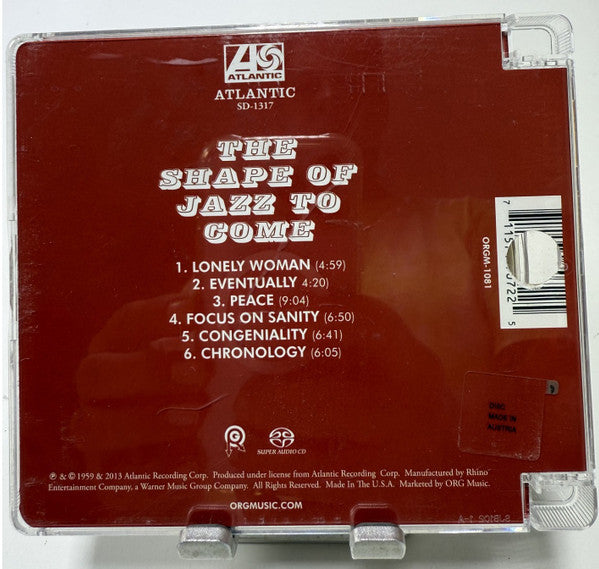 ATLANTIC
ATLANTIC
SD-1317
THE
SHAPE OF
JAZZ TO
COME
1. LONELY WOMAN (4:59)
2. EVENTUALLY 4:20)
3. PEACE (9:04)
4. FOCUS ON SANITY (6:50)
5. CONGENIALITY (6:41)
6. CHRONOLOGY (6:05)
ORGM-1081
7
5
DISC
MADE IN
AUSTRIA
SUPER AUDIO CD
℗ & © 1959 & 2013 Atlantic Recording Corp. Produced under license from Atlantic Recording Corp. Manufactured by Rhino
Entertainment Company, a Warner Music Group Company. All Rights Reserved. Made In The U.S.A. Marketed by ORG Music.
ORGMUSIC.COM